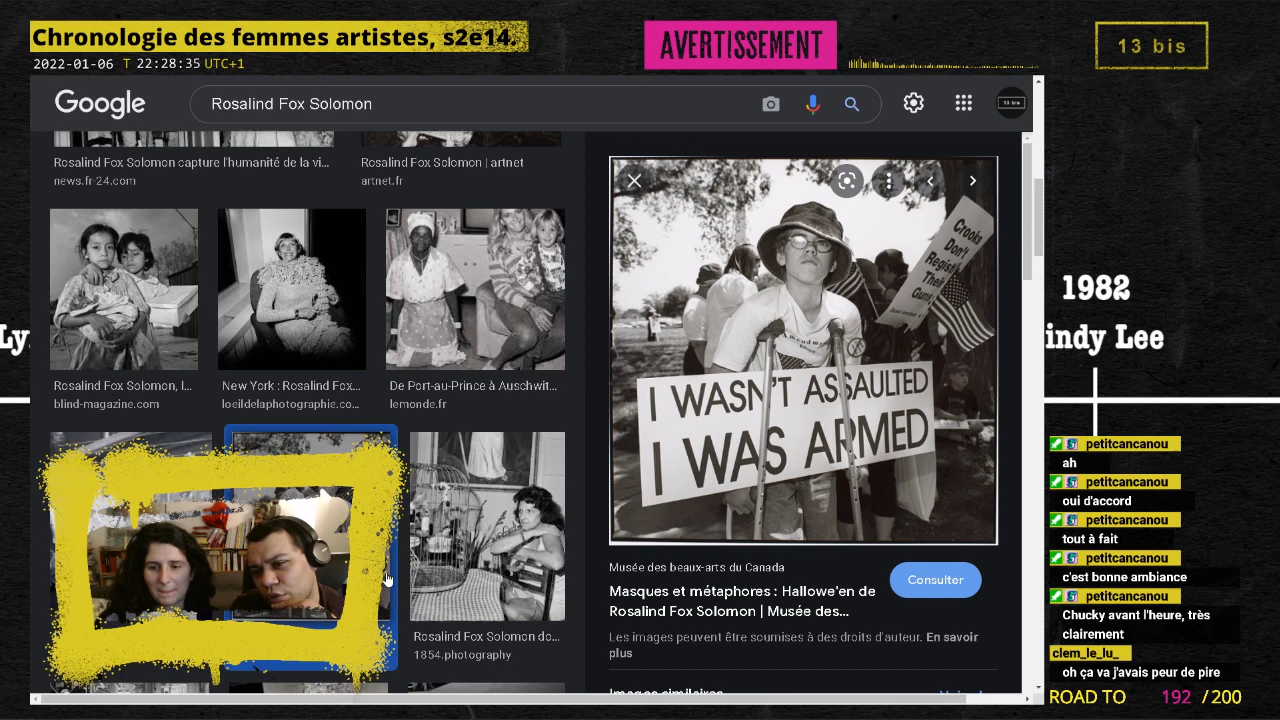 Chronologie des femmes artistes, s2e14.
2022-01-06 T 22:28:35 UTC+1
AVERTISSEMENT
13 bis
Google
Rosalind Fox Solomon
13 bis
Rosalind Fox Solomon capture l'humanité de la vi...
news.fr-24.com
Rosalind Fox Solomon | artnet
artnet.fr
Rosalind Fox Solomon, l...
blind-magazine.com
New York : Rosalind Fox...
loeildelaphotographie.co...
De Port-au-Prince à Auschwit...
lemonde.fr
Rosalind Fox Solomon do...
1854.photography
Crooks
Don't
Register
Their
Guns
I WASN'T ASSAULTED
I WAS ARMED
Musée des beaux-arts du Canada
Masques et métaphores : Hallowe'en de
Rosalind Fox Solomon | Musée des...
Consulter
Les images peuvent être soumises à des droits d'auteur. En savoir
plus
Images similaires
Ly
1982
indy Lee
petitcancanou
ah
petitcancanou
oui d'accord
petitcancanou
tout à fait
petitcancanou
c'est bonne ambiance
petitcancanou
Chucky avant l'heure, très
clairement
clem_le_lu_
oh ça j'avais peur de pire
ROAD TO 192 / 200